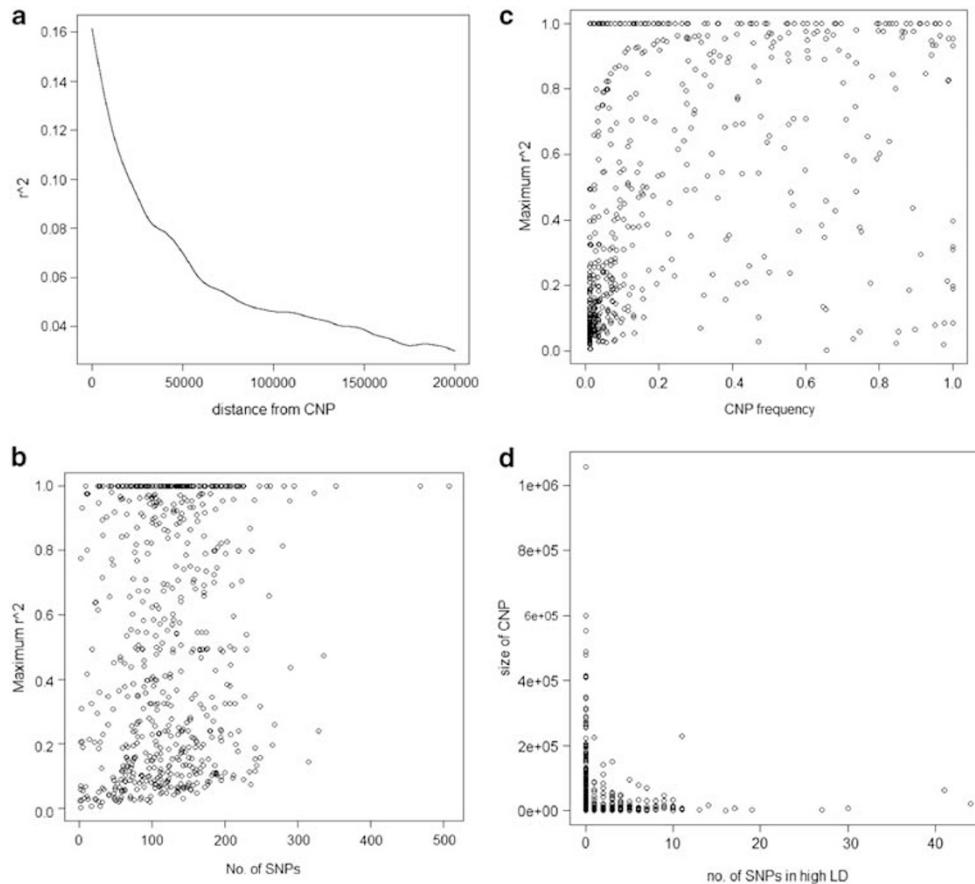 a
0.16
0.14
0.12
0.10
0.08
0.06
0.04
r^2
0 50000 100000 150000 200000
distance from CNP
c
1.0
0.8
0.6
0.4
0.2
0.0
Maximum r^2
0.0 0.2 0.4 0.6 0.8 1.0
CNP frequency
b
1.0
0.8
0.6
0.4
0.2
0.0
Maximum r^2
0 100 200 300 400 500
No. of SNPs
d
1e+06
8e+05
6e+05
4e+05
2e+05
0e+00
size of CNP
0 10 20 30 40
no. of SNPs in high LD